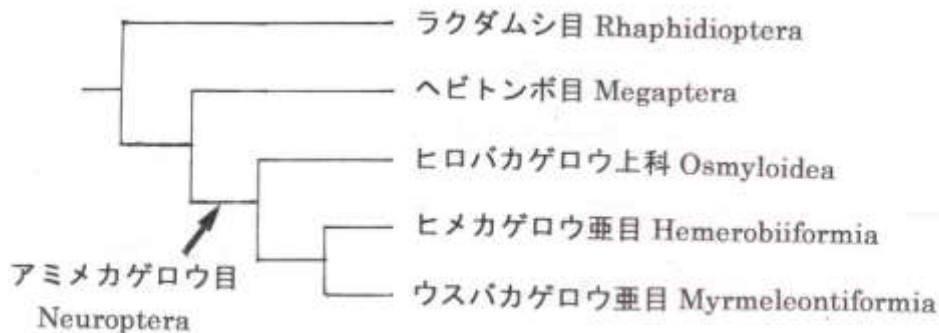 ラクダムシ目 Rhaphidioptera
ヘビトンボ目 Megaptera
ヒロバカゲロウ上科 Osmyloidea
ヒメカゲロウ亜目 Hemerobiiformia
アミメカゲロウ目
Neuroptera
ウスバカゲロウ亜目 Myrmeleontiformia